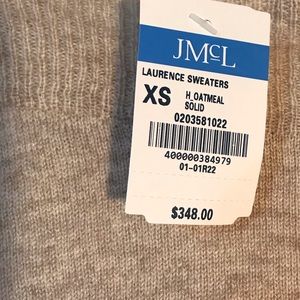 JMCL
LAURENCE SWEATERS
XS H_OATMEAL
SOLID
0203581022
400000384979
01-01R22
$348.00